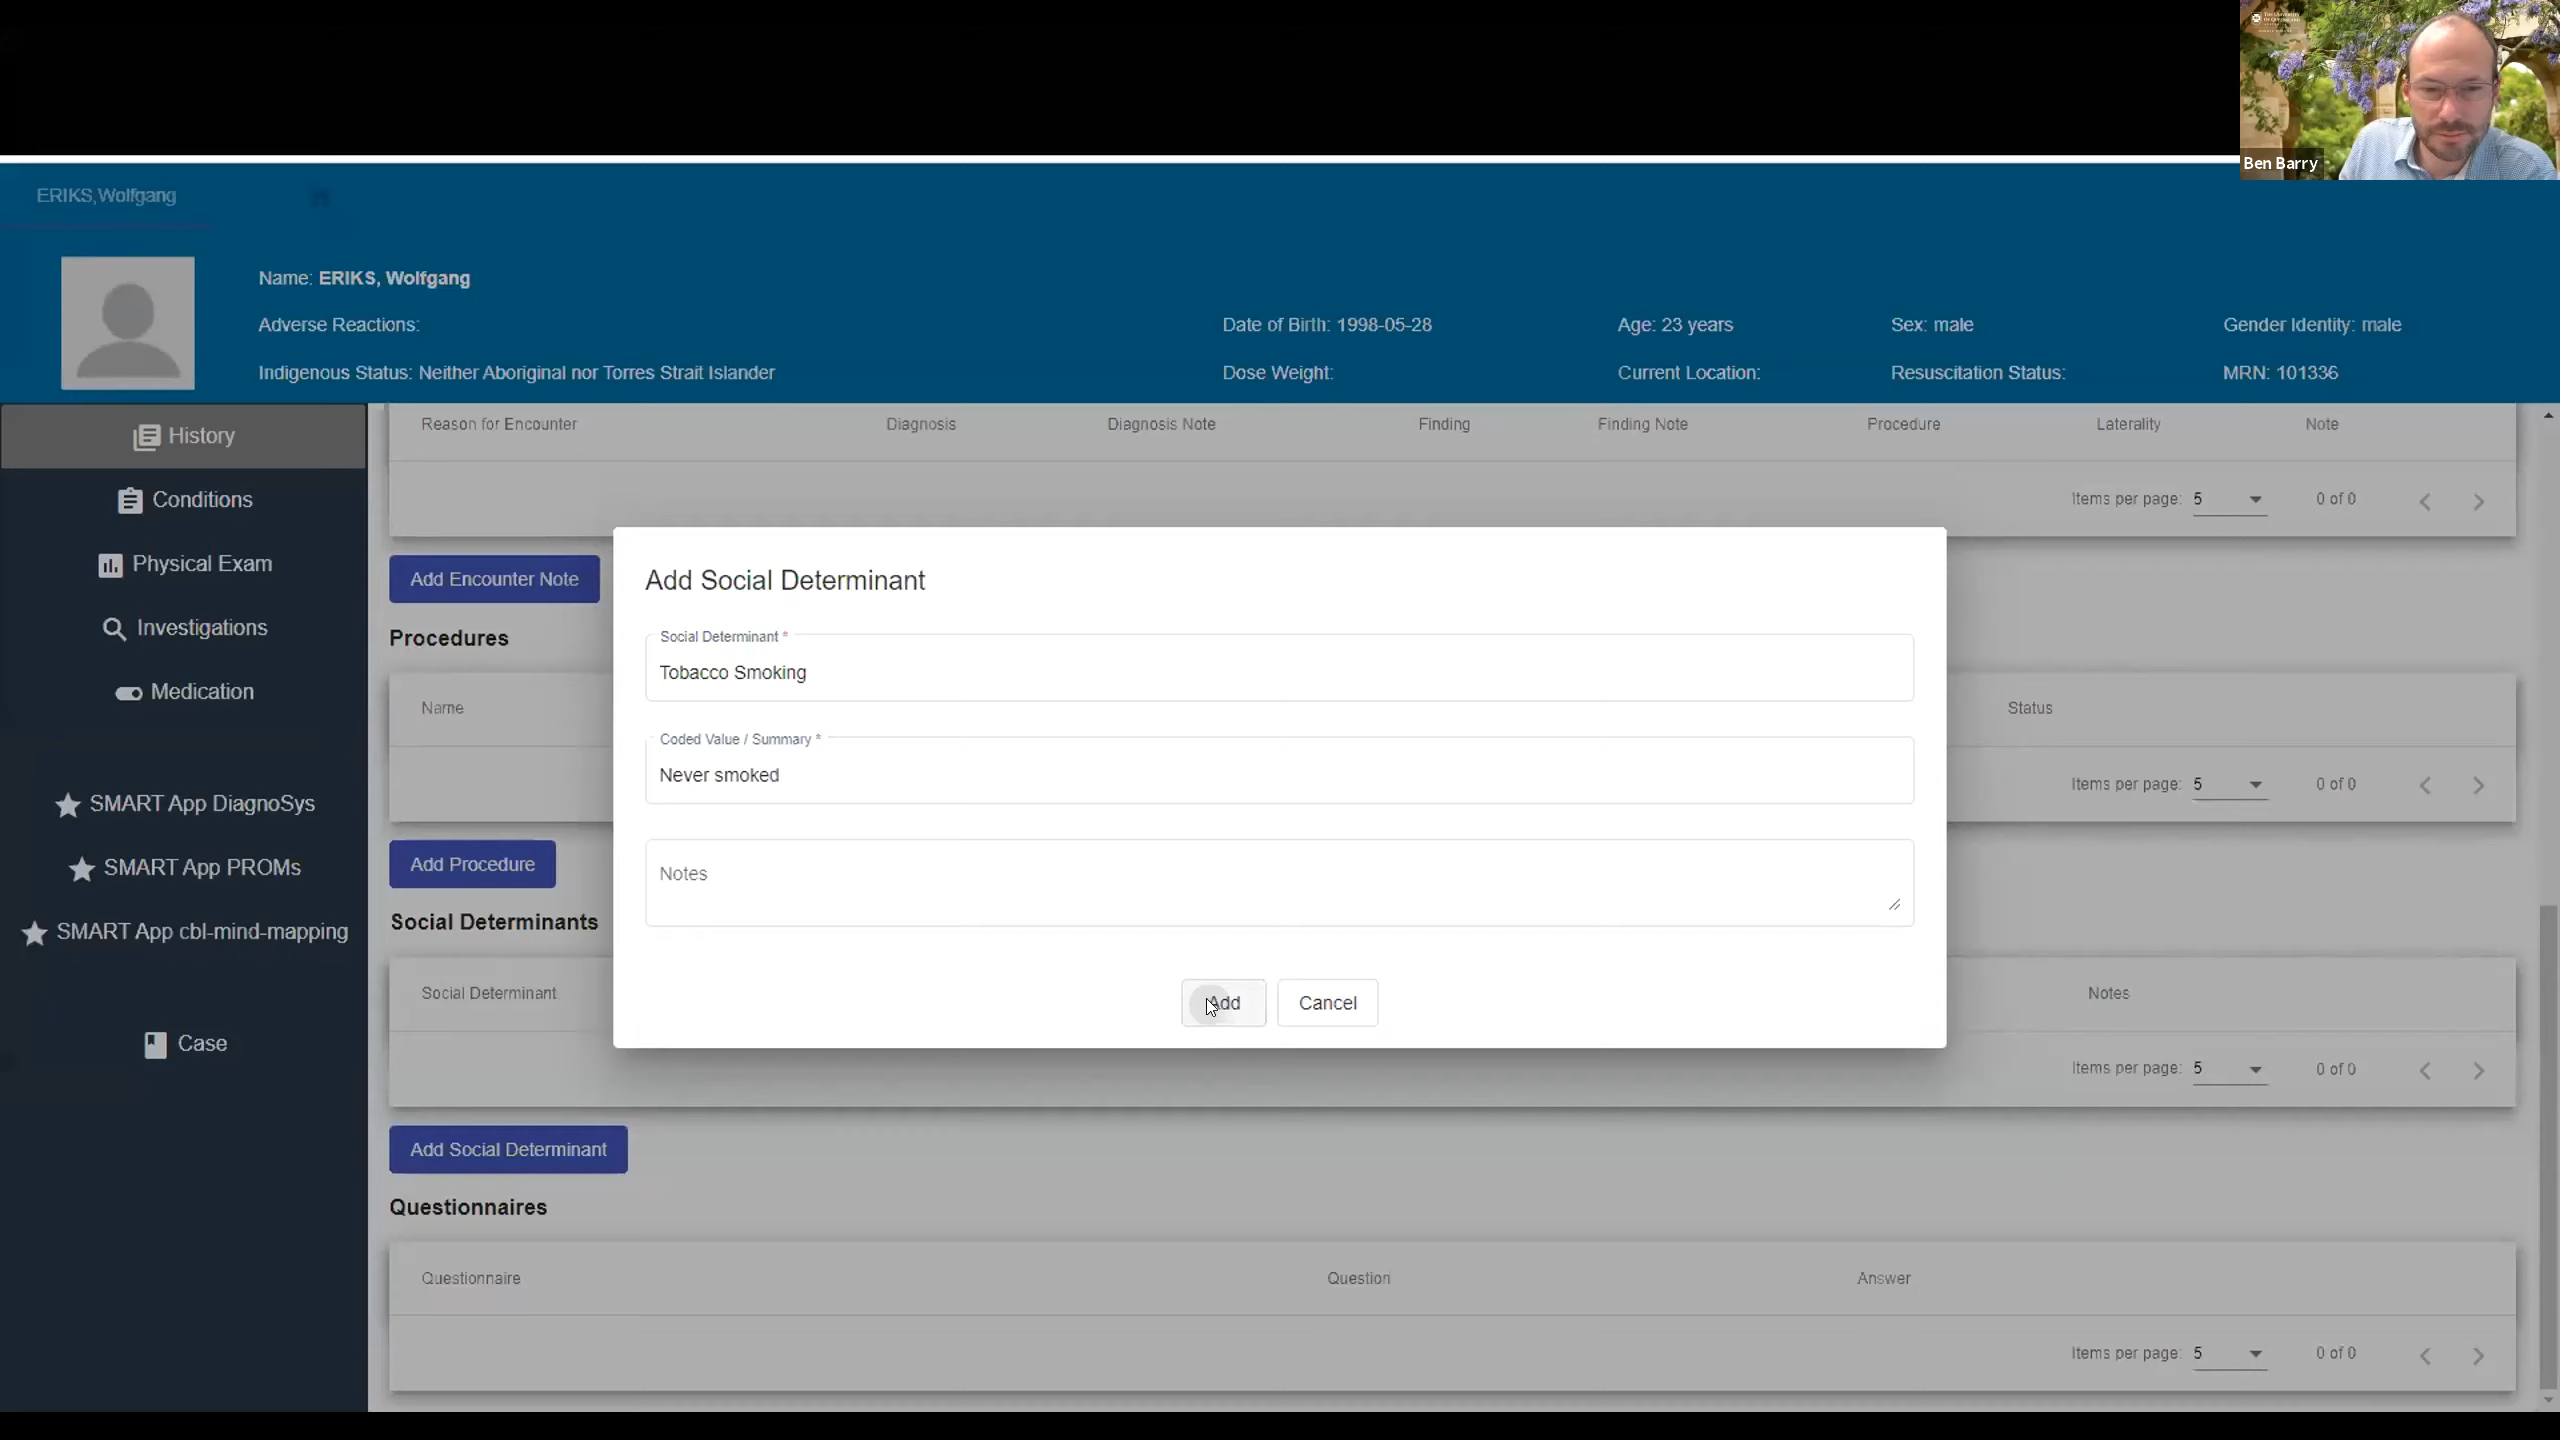 Ben Barry
ERIKS,Wolfgang
Name: ERIKS, Wolfgang
Adverse Reactions:
Date of Birth: 1998-05-28
Age: 23 years
Sex: male
Gender Identity: male
Indigenous Status: Neither Aboriginal nor Torres Strait Islander
Dose Weight:
Current Location:
Resuscitation Status:
MRN: 101336
History
Conditions
Physical Exam
Investigations
Medication
SMART App DiagnoSys
SMART App PROMs
SMART App cbl-mind-mapping
Case
Reason for Encounter
Diagnosis
Diagnosis Note
Finding
Finding Note
Procedure
Laterality
Note
Items per page: 5
0 of 0
Add Encounter Note
Procedures
Name
Status
Items per page: 5
0 of 0
Add Procedure
Social Determinants
Social Determinant
Notes
Items per page: 5
0 of 0
Add Social Determinant
Social Determinant *
Tobacco Smoking
Coded Value / Summary *
Never smoked
Notes
Add
Cancel
Add Social Determinant
Questionnaires
Questionnaire
Question
Answer
Items per page: 5
0 of 0